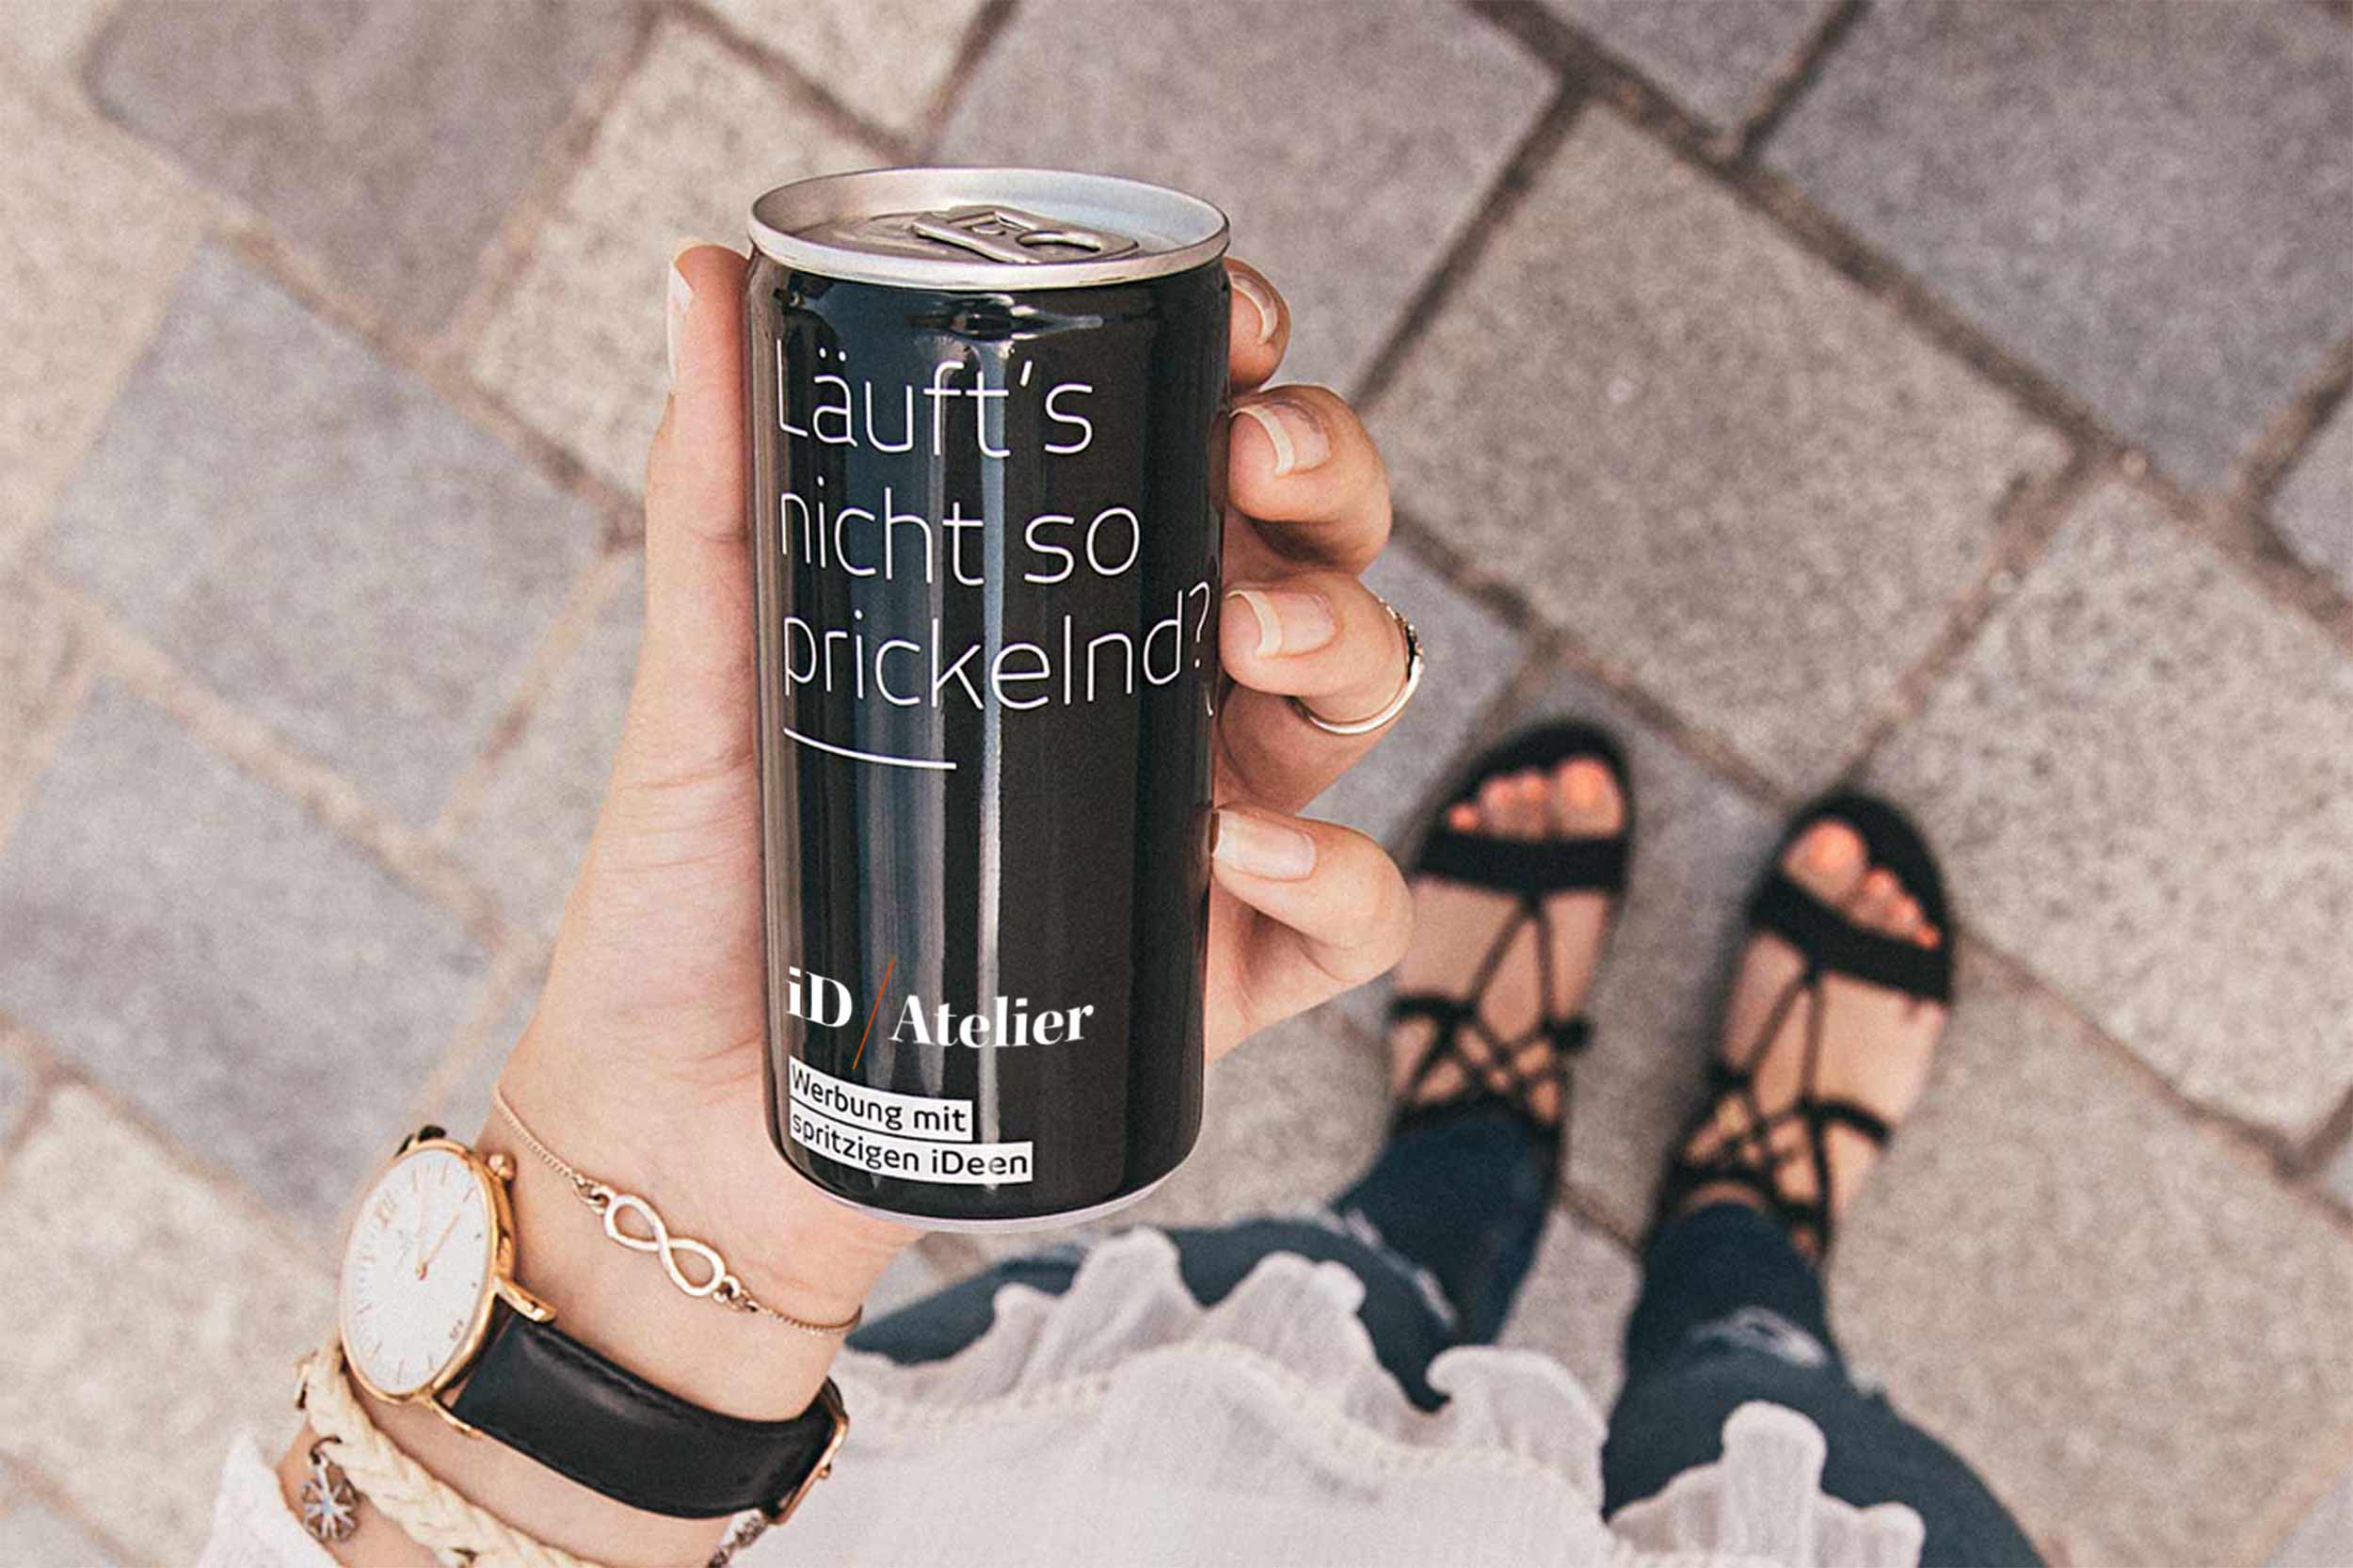 Läuft's
nicht so
prickelnd?
iD/Atelier
Werbung mit
spritzigen iDeen